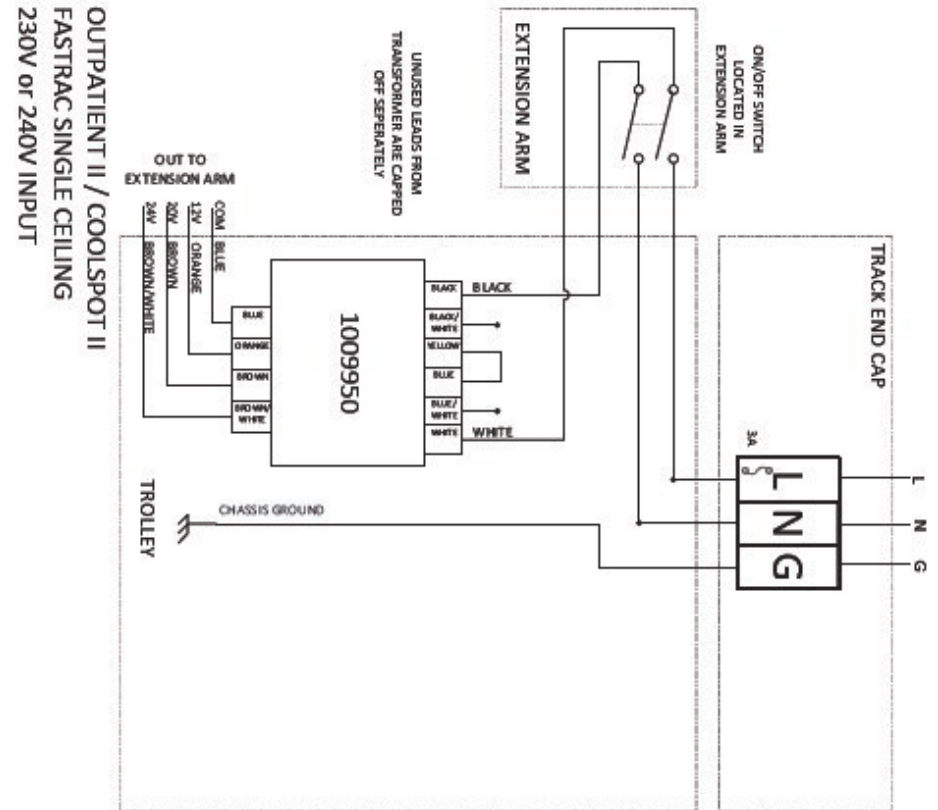 OUTPATIENT II / COOLSPOT II
FASTRAC SINGLE CEILING
230V or 240V INPUT
ON/OFF SWITCH
LOCATED IN
EXTENSION ARM
EXTENSION ARM
UNUSED LEADS FROM
TRANSFORMER ARE CAPPED
OFF SEPERATELY
OUT TO
EXTENSION ARM
COM BLUE
12V ORANGE
20V BROWN
24V BROWN/WHITE
BLUE
ORANGE
BROWN
BROWN/
WHITE
1009950
BLACK
BLACK/
WHITE
YELLOW
BLUE
BLUE/
WHITE
WHITE
BLACK
WHITE
TROLLEY
CHASSIS GROUND
TRACK END CAP
3A
L
N
G
L
N
G